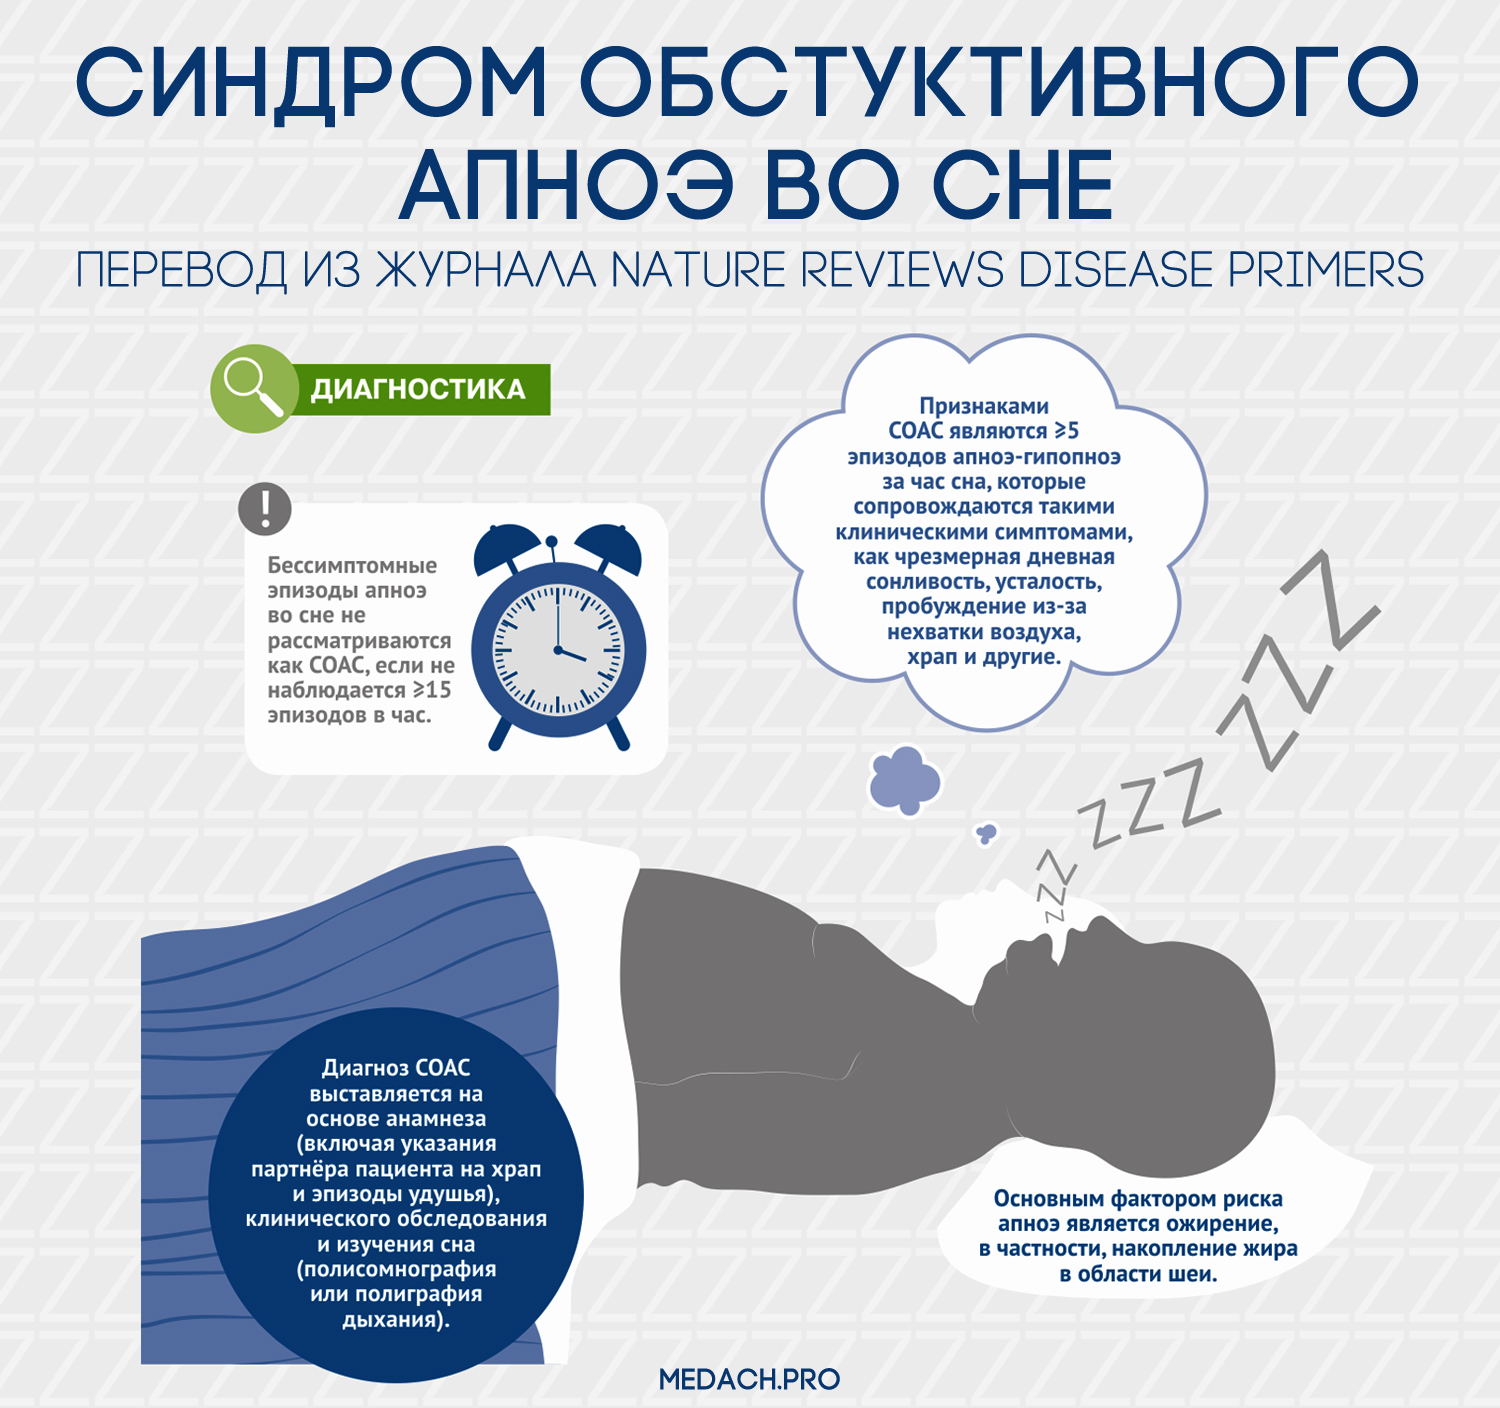 СИНДРОМ ОБСТУКТИВНОГО
АПНОЭ ВО СНЕ
ПЕРЕВОД ИЗ ЖУРНАЛА NATURE REVIEWS DISEASE PRIMERS
ДИАГНОСТИКА
!
Бессимптомные
эпизоды апноэ
во сне не
рассматриваются
как СОАС, если не
наблюдается ⩾15
эпизодов в час.
Признаками
СОАС являются ⩾5
эпизодов апноэ-гипопноэ
за час сна, которые
сопровождаются такими
клиническими симптомами,
как чрезмерная дневная
сонливость, усталость,
пробуждение из-за
нехватки воздуха,
храп и другие.
zzz
ZZZ
ZZZ
Диагноз СОАС
выставляется на
основе анамнеза
(включая указания
партнёра пациента на храп
и эпизоды удушья),
клинического обследования
и изучения сна
(полисомнография
или полиграфия
дыхания).
Основным фактором риска
апноэ является ожирение,
в частности, накопление жира
в области шеи.
MEDACH.PRO